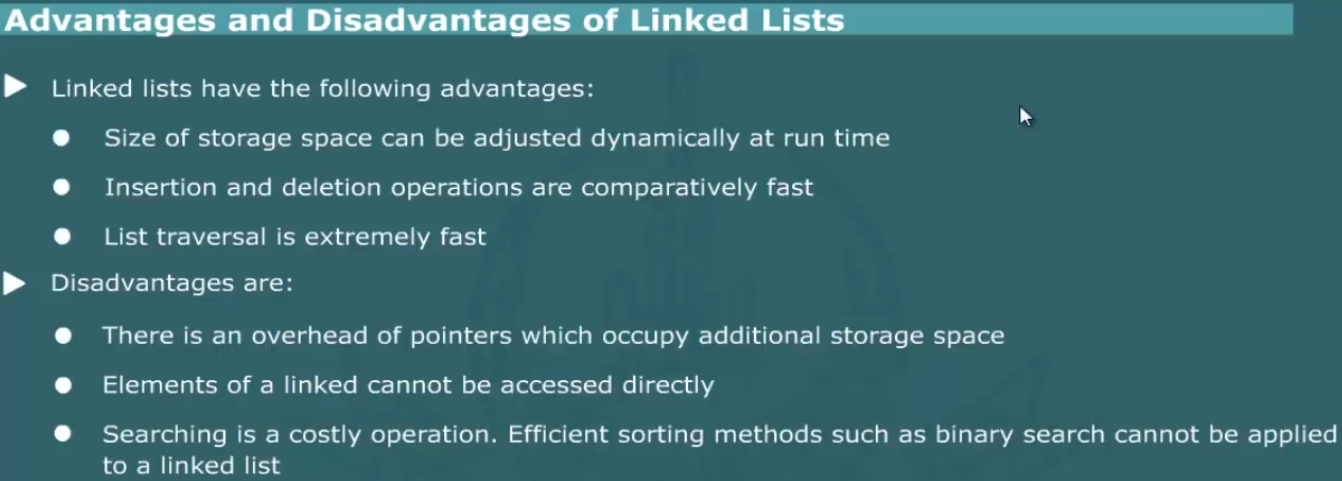 Advantages and Disadvantages of Linked Lists
Linked lists have the following advantages:
Size of storage space can be adjusted dynamically at run time
Insertion and deletion operations are comparatively fast
List traversal is extremely fast
Disadvantages are:
There is an overhead of pointers which occupy additional storage space
Elements of a linked cannot be accessed directly
Searching is a costly operation. Efficient sorting methods such as binary search cannot be applied
to a linked list